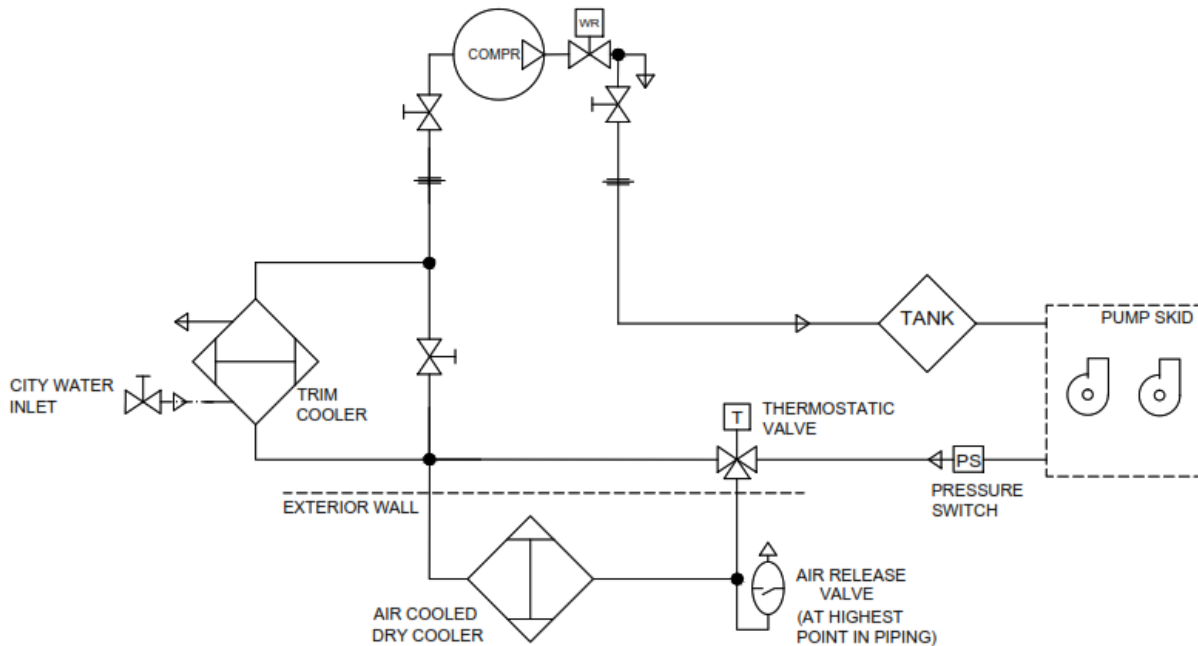 WR
COMPR
TANK
PUMP SKID
CITY WATER
INLET
TRIM
COOLER
T
THERMOSTATIC
VALVE
PS
PRESSURE
SWITCH
EXTERIOR WALL
AIR COOLED
DRY COOLER
AIR RELEASE
VALVE
(AT HIGHEST
POINT IN PIPING)